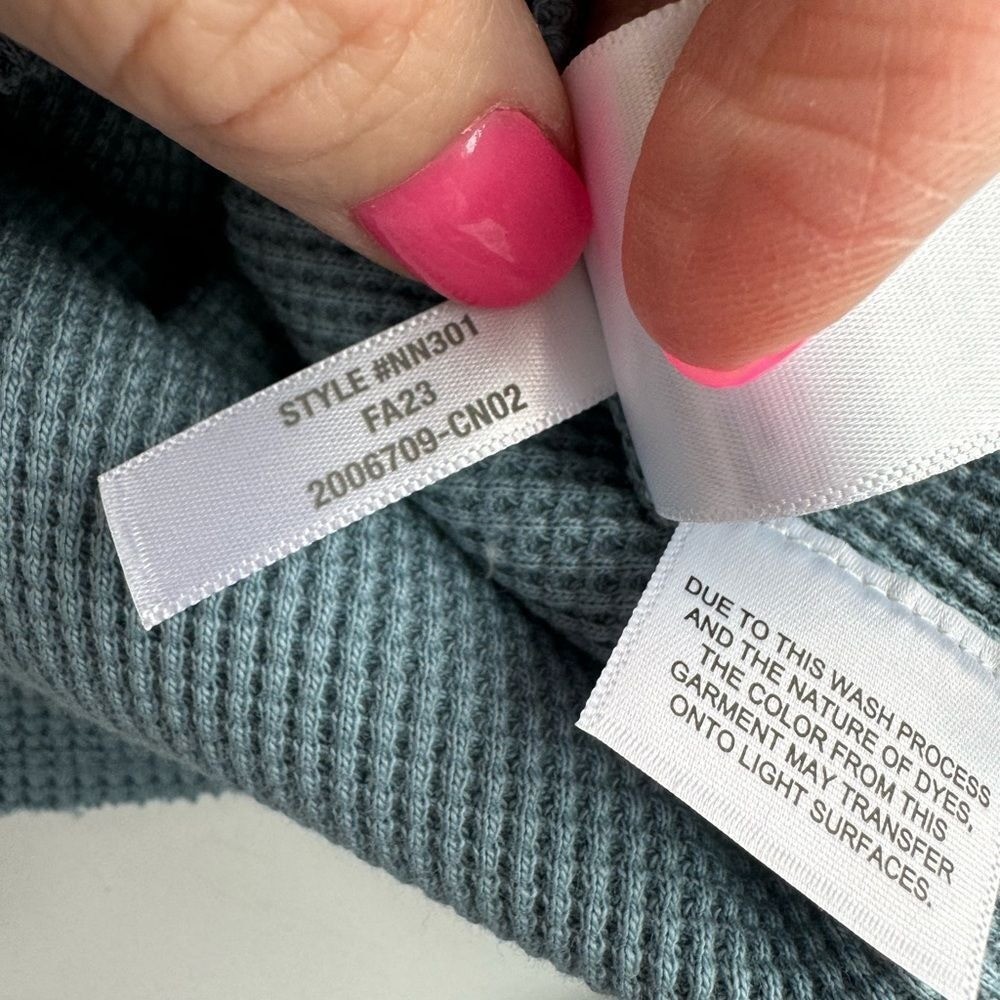 STYLE #NN301
FA23
2006709-CN02
DUE TO THIS WASH PROCESS
AND THE NATURE OF DYES,
THE COLOR FROM THIS
GARMENT MAY TRANSFER
ONTO LIGHT SURFACES.